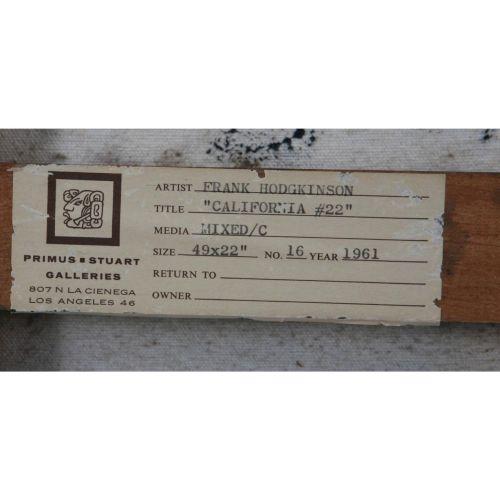 ARTIST FRANK HODGKINSON
TITLE "CALIFORNIA #22"
MEDIA MIXED/C
SIZE 49x22" NO. 16 YEAR 1961
RETURN TO
OWNER
PRIMUS ▪ STUART
GALLERIES
807 N LA CIENEGA
LOS ANGELES 46